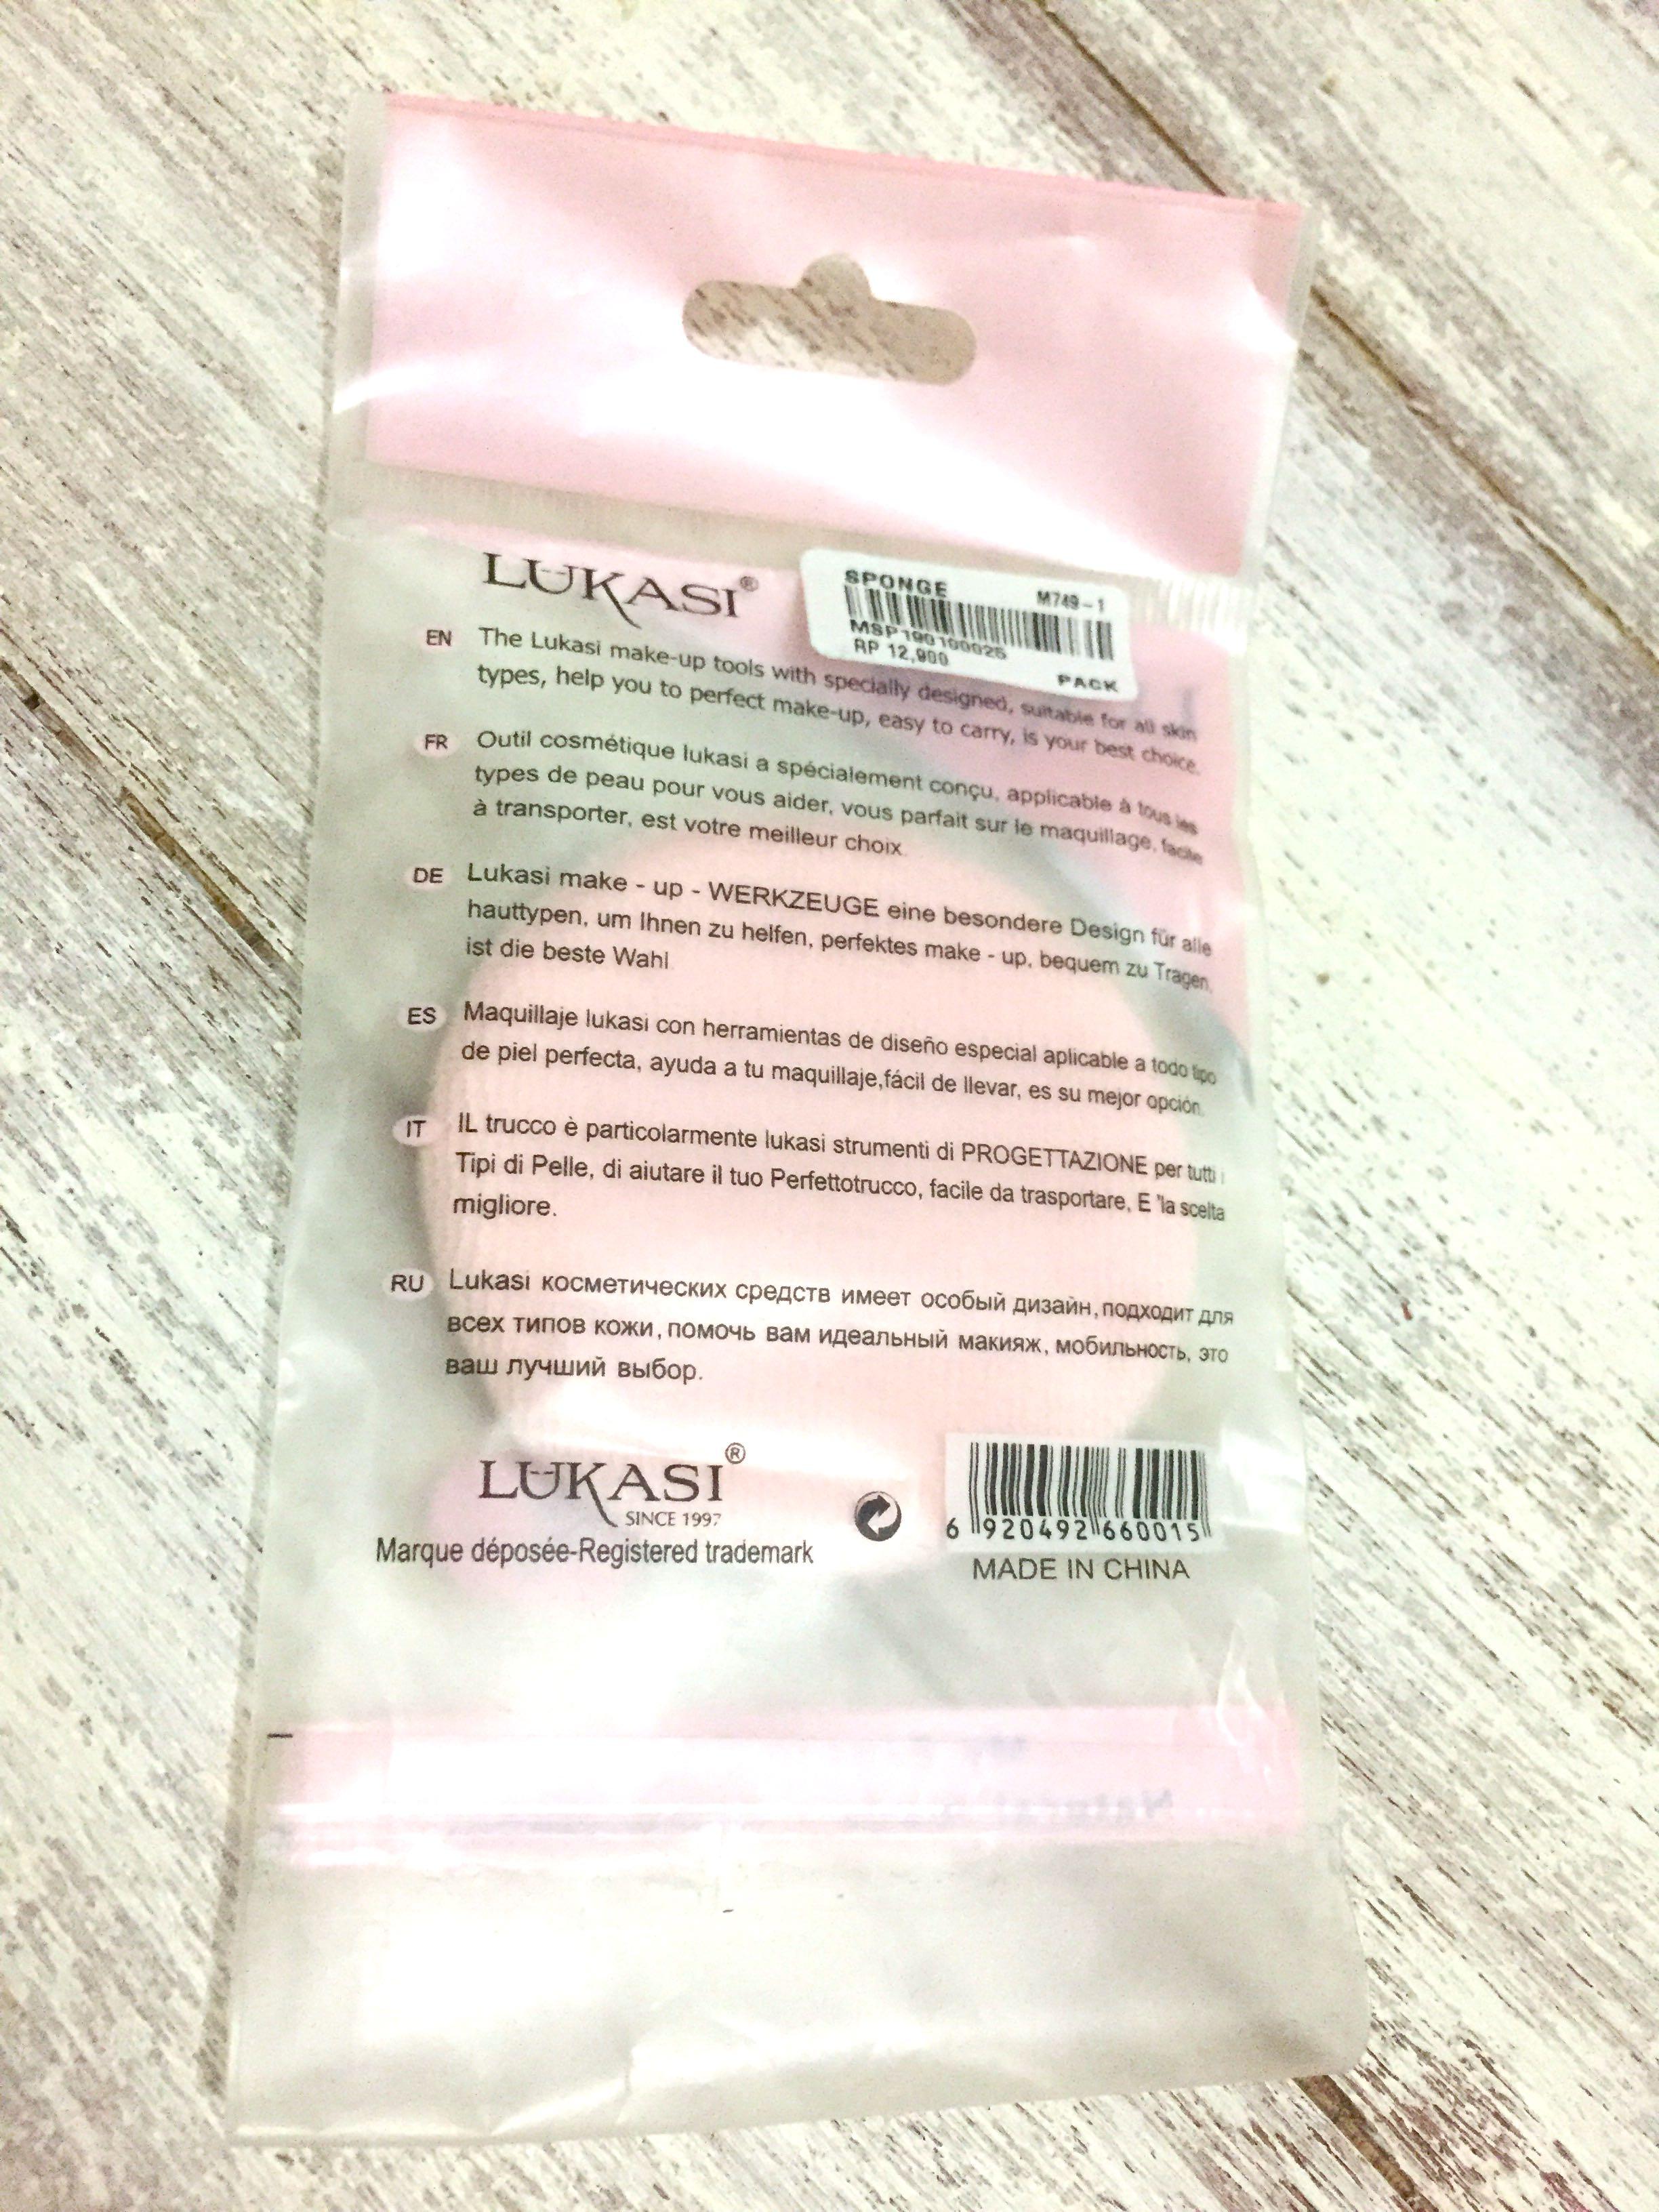 LUKASI®
SPONGE M749-1
MSP190100025
RP 12,900
PACK
EN The Lukasi make-up tools with specially designed, suitable for all skin
types, help you to perfect make-up, easy to carry, is your best choice.
FR Outil cosmétique lukasi a spécialement conçu, applicable à tous les
types de peau pour vous aider, vous parfait sur le maquillage, facile
à transporter, est votre meilleur choix.
DE Lukasi make - up - WERKZEUGE eine besondere Design für alle
hauttypen, um Ihnen zu helfen, perfektes make - up, bequem zu Tragen,
ist die beste Wahl
ES Maquillaje lukasi con herramientas de diseño especial aplicable a todo tipo
de piel perfecta, ayuda a tu maquillaje,fácil de llevar, es su mejor opción.
IT IL trucco è particolarmente lukasi strumenti di PROGETTAZIONE per tutti i
Tipi di Pelle, di aiutare il tuo Perfettotrucco, facile da trasportare, E 'la scelta
migliore.
RU Lukasi косметических средств имеет особый дизайн, подходит для
всех типов кожи, помочь вам идеальный макияж, мобильность, это
ваш лучший выбор.
LUKASI®
SINCE 1997
Marque déposée-Registered trademark
6 920492 660015
MADE IN CHINA